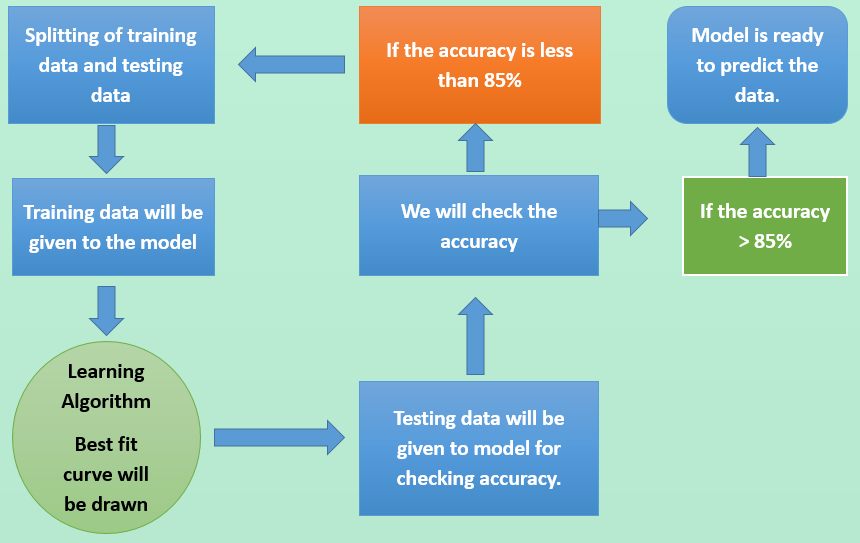 Splitting of training
data and testing
data
Training data will be
given to the model
Learning
Algorithm
Best fit
curve will
be drawn
Testing data will be
given to model for
checking accuracy.
We will check the
accuracy
If the accuracy is less
than 85%
If the accuracy
> 85%
Model is ready
to predict the
data.